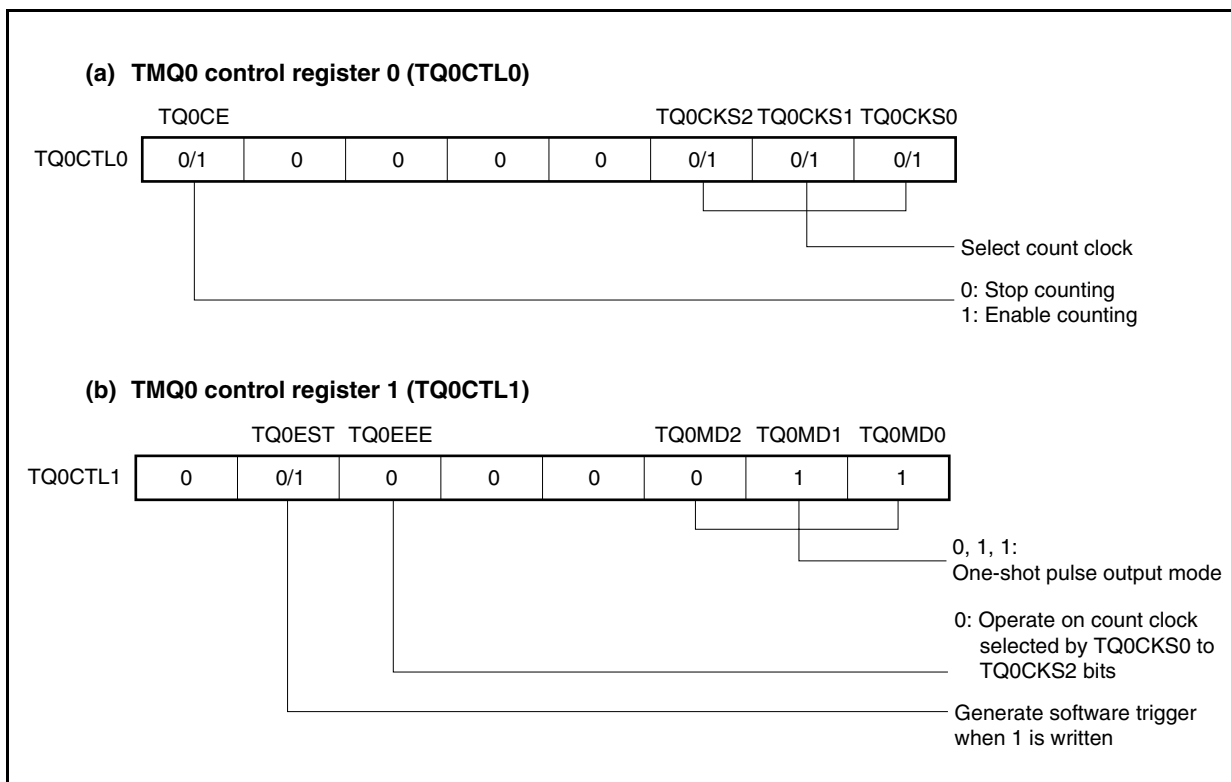 (a) TMQ0 control register 0 (TQ0CTL0)
TQ0CE TQ0CKS2 TQ0CKS1 TQ0CKS0
TQ0CTL0 0/1 0 0 0 0 0/1 0/1 0/1
Select count clock
0: Stop counting
1: Enable counting
(b) TMQ0 control register 1 (TQ0CTL1)
TQ0EST TQ0EEE TQ0MD2 TQ0MD1 TQ0MD0
TQ0CTL1 0 0/1 0 0 0 0 1 1
0, 1, 1:
One-shot pulse output mode
0: Operate on count clock
selected by TQ0CKS0 to
TQ0CKS2 bits
Generate software trigger
when 1 is written